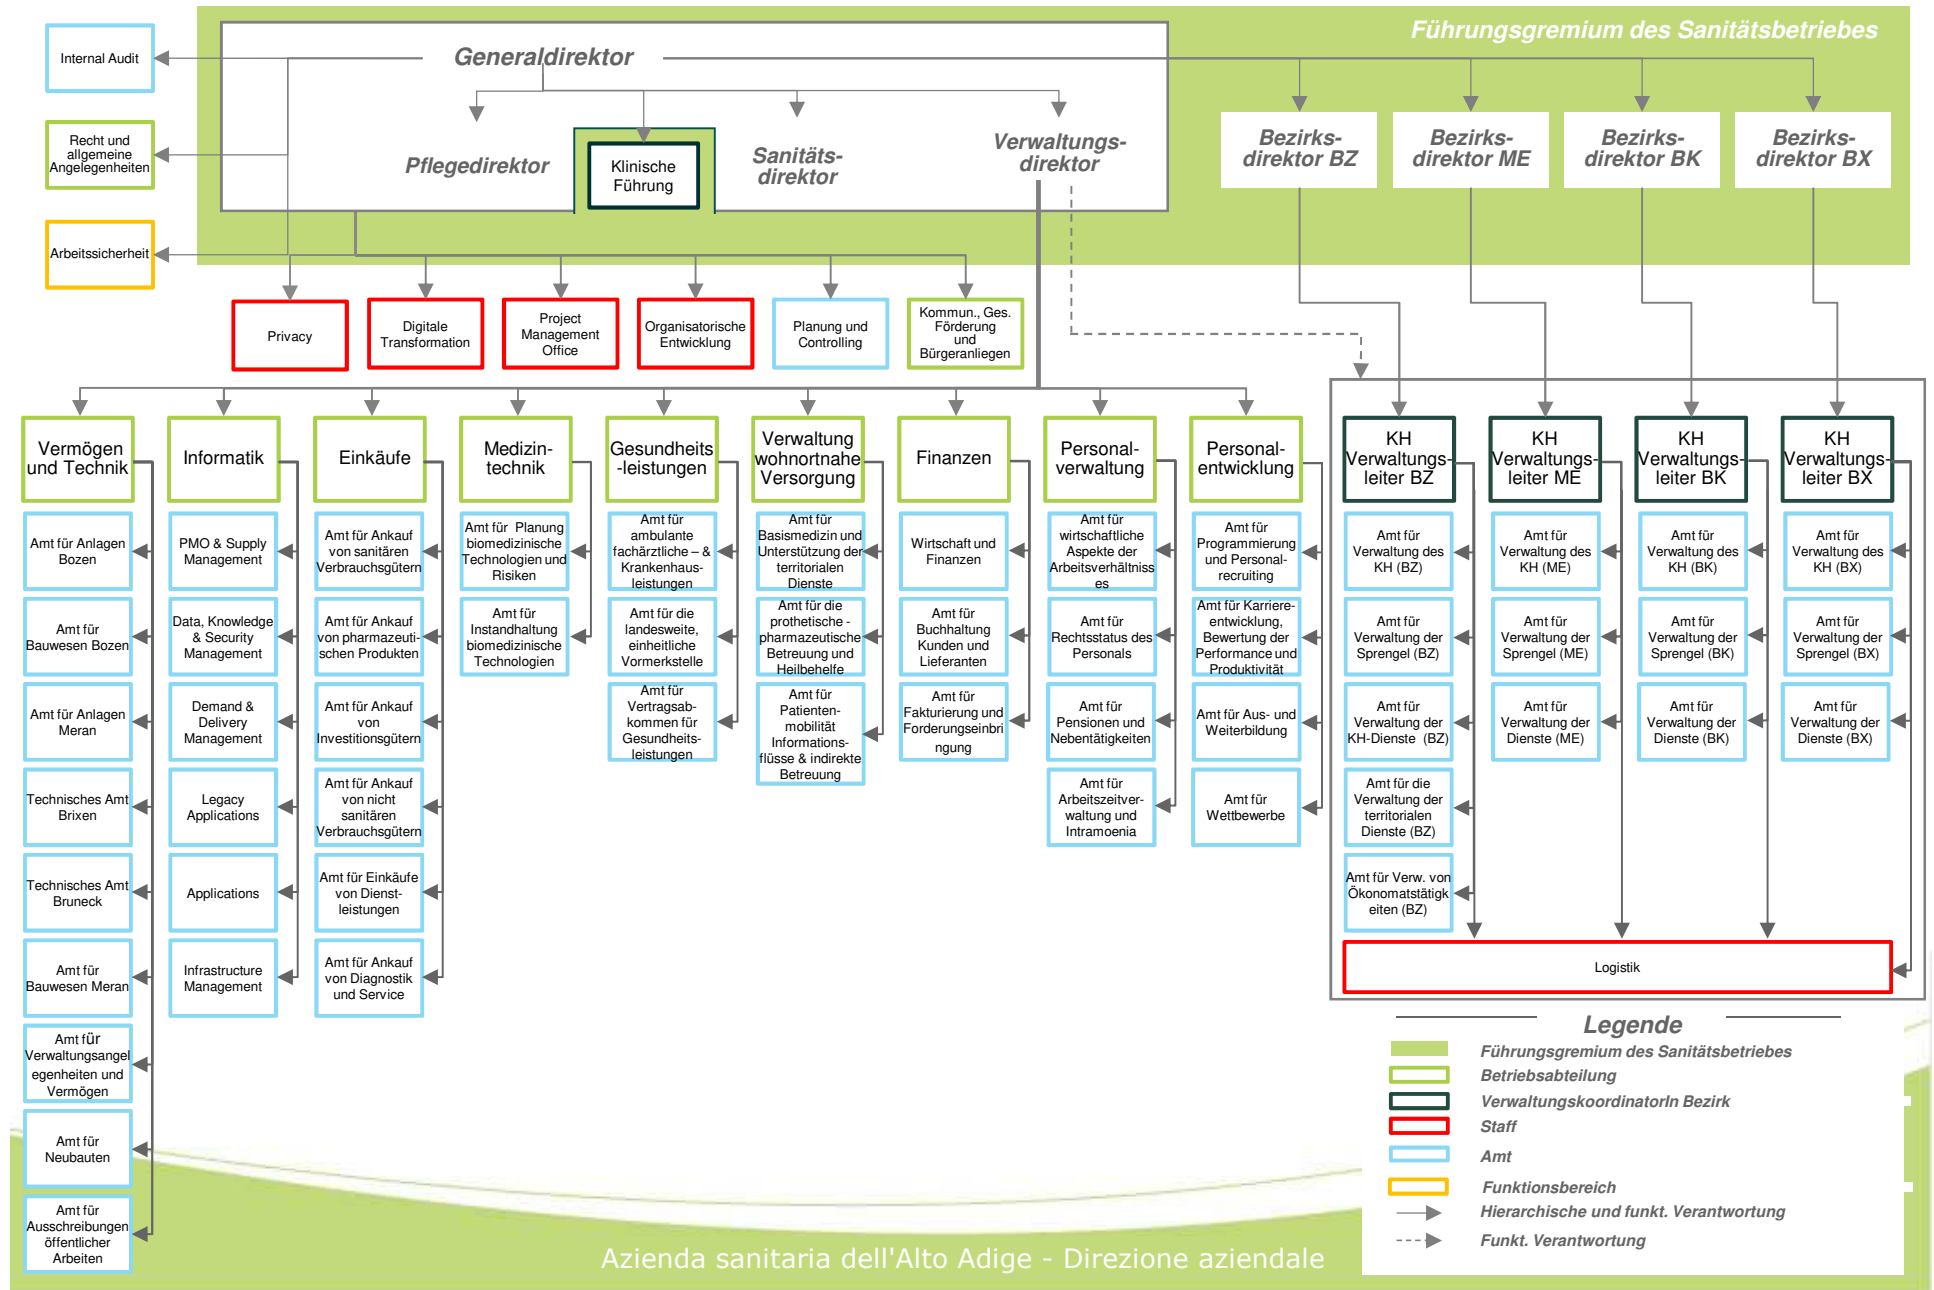 Führungsgremium des Sanitätsbetriebes
Internal Audit
Generaldirektor
Recht und
allgemeine
Angelegenheiten
Pflegedirektor
Klinische
Führung
Sanitäts-
direktor
Verwaltungs-
direktor
Bezirks-
direktor BZ
Bezirks-
direktor ME
Bezirks-
direktor BK
Bezirks-
direktor BX
Arbeitssicherheit
Privacy
Digitale
Transformation
Project
Management
Office
Organisatorische
Entwicklung
Planung und
Controlling
Kommun., Ges.
Förderung
und
Bürgeranliegen
Vermögen
und Technik
Amt für Anlagen
Bozen
Amt für
Bauwesen Bozen
Amt für Anlagen
Meran
Technisches Amt
Brixen
Technisches Amt
Bruneck
Amt für
Bauwesen Meran
Amt für
Verwaltungsangel
egenheiten und
Vermögen
Amt für
Neubauten
Amt für
Ausschreibungen
öffentlicher
Arbeiten
Informatik
PMO & Supply
Management
Data, Knowledge
& Security
Management
Demand &
Delivery
Management
Legacy
Applications
Applications
Infrastructure
Management
Einkäufe
Amt für Ankauf
von sanitären
Verbrauchsgütern
Amt für Ankauf
von pharmazeuti-
schen Produkten
Amt für Ankauf
von
Investitionsgütern
Amt für Ankauf
von nicht
sanitären
Verbrauchsgütern
Amt für Einkäufe
von Dienst-
leistungen
Amt für Ankauf
von Diagnostik
und Service
Medizin-
technik
Amt für Planung
biomedizinische
Technologien und
Risiken
Amt für
Instandhaltung
biomedizinische
Technologien
Gesundheits
-leistungen
Amt für
ambulante
fachärztliche – &
Krankenhaus-
leistungen
Amt für die
landesweite,
einheitliche
Vormerkstelle
Amt für
Vertragsab-
kommen für
Gesundheits-
leistungen
Verwaltung
wohnortnahe
Versorgung
Amt für
Basismedizin und
Unterstützung der
territorialen
Dienste
Amt für die
prothetische -
pharmazeutische
Betreuung und
Heilbehelfe
Amt für
Patienten-
mobilität
Informations-
flüsse & indirekte
Betreuung
Finanzen
Wirtschaft und
Finanzen
Amt für
Buchhaltung
Kunden und
Lieferanten
Amt für
Fakturierung und
Forderungseinbri
ngung
Personal-
verwaltung
Amt für
wirtschaftliche
Aspekte der
Arbeitsverhältniss
es
Amt für
Rechtsstatus des
Personals
Amt für
Pensionen und
Nebentätigkeiten
Amt für
Arbeitszeitver-
waltung und
Intramoenia
Personal-
entwicklung
Amt für
Programmierung
und Personal-
recruiting
Amt für Karriere-
entwicklung,
Bewertung der
Performance und
Produktivität
Amt für Aus- und
Weiterbildung
Amt für
Wettbewerbe
KH
Verwaltungs-
leiter BZ
Amt für
Verwaltung des
KH (BZ)
Amt für
Verwaltung der
Sprengel (BZ)
Amt für
Verwaltung der
KH-Dienste (BZ)
Amt für die
Verwaltung der
territorialen
Dienste (BZ)
Amt für Verw. von
Ökonomatstätigk
eiten (BZ)
KH
Verwaltungs-
leiter ME
Amt für
Verwaltung des
KH (ME)
Amt für
Verwaltung der
Sprengel (ME)
Amt für
Verwaltung der
Dienste (ME)
KH
Verwaltungs-
leiter BK
Amt für
Verwaltung des
KH (BK)
Amt für
Verwaltung der
Sprengel (BK)
Amt für
Verwaltung der
Dienste (BK)
KH
Verwaltungs-
leiter BX
Amt für
Verwaltung des
KH (BX)
Amt für
Verwaltung der
Sprengel (BX)
Amt für
Verwaltung der
Dienste (BX)
Logistik
Legende
Führungsgremium des Sanitätsbetriebes
Betriebsabteilung
VerwaltungskoordinatorIn Bezirk
Staff
Amt
Funktionsbereich
Hierarchische und funkt. Verantwortung
Funkt. Verantwortung
Azienda sanitaria dell'Alto Adige - Direzione aziendale